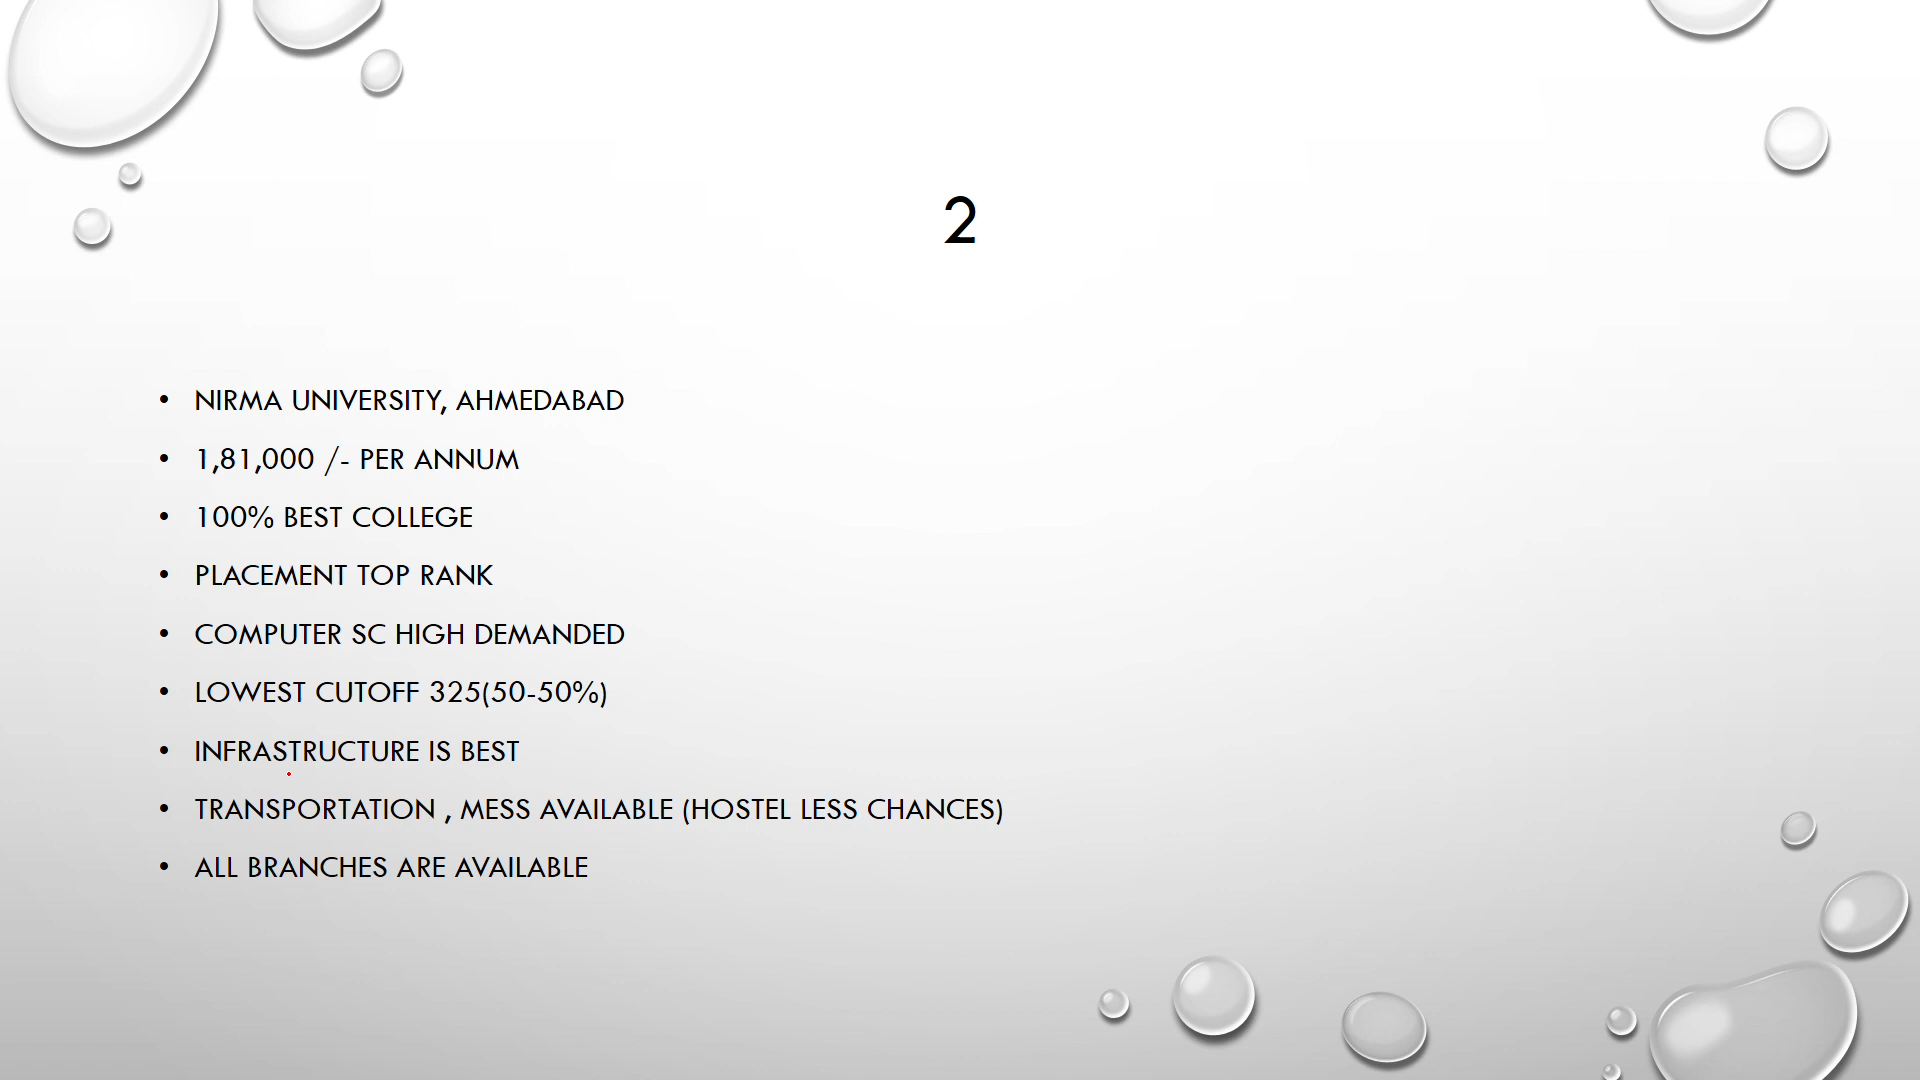 2
• NIRMA UNIVERSITY, AHMEDABAD
• 1,81,000 /- PER ANNUM
• 100% BEST COLLEGE
• PLACEMENT TOP RANK
• COMPUTER SC HIGH DEMANDED
• LOWEST CUTOFF 325(50-50%)
• INFRASTRUCTURE IS BEST
• TRANSPORTATION , MESS AVAILABLE (HOSTEL LESS CHANCES)
• ALL BRANCHES ARE AVAILABLE